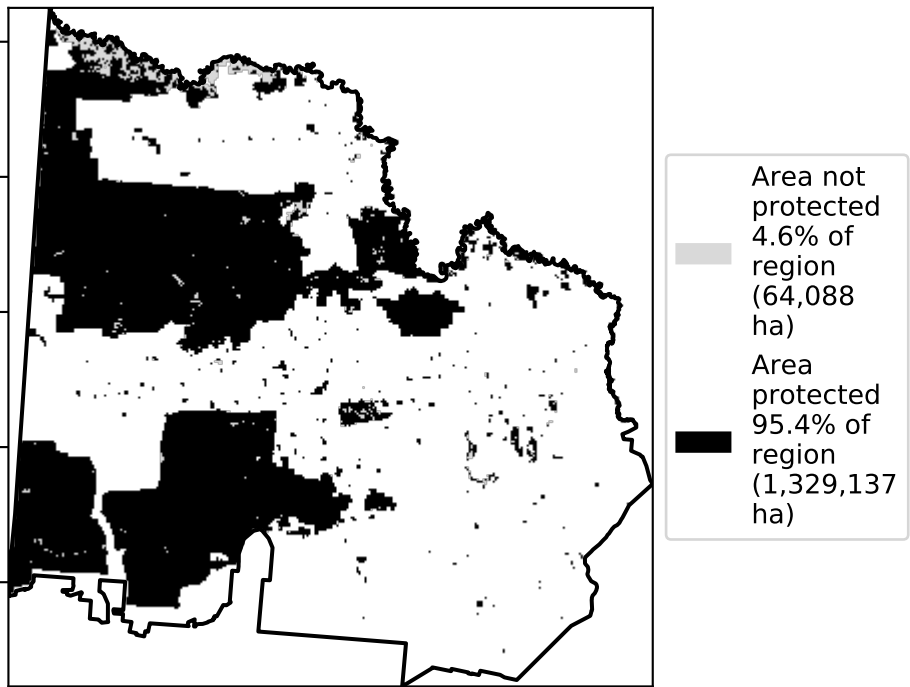 Area not
protected
4.6% of
region
(64,088
ha)
Area
protected
95.4% of
region
(1,329,137
ha)